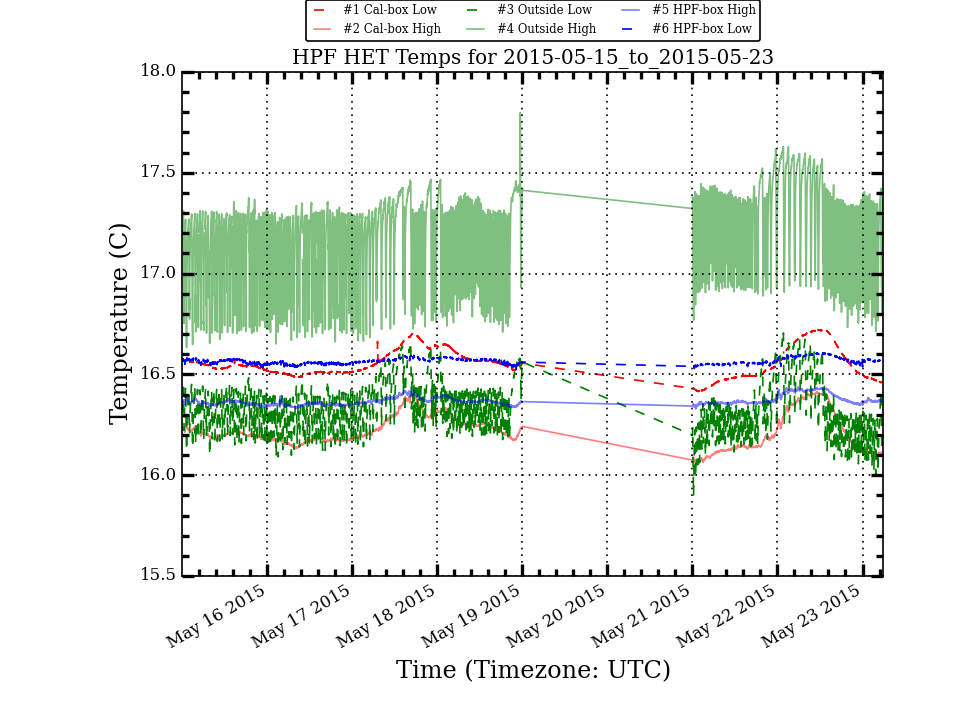 #1 Cal-box Low #3 Outside Low #5 HPF-box High
#2 Cal-box High #4 Outside High #6 HPF-box Low
HPF HET Temps for 2015-05-15_to_2015-05-23
18.0
17.5
17.0
16.5
16.0
15.5
Temperature (C)
May 16 2015
May 17 2015
May 18 2015
May 19 2015
May 20 2015
May 21 2015
May 22 2015
May 23 2015
Time (Timezone: UTC)